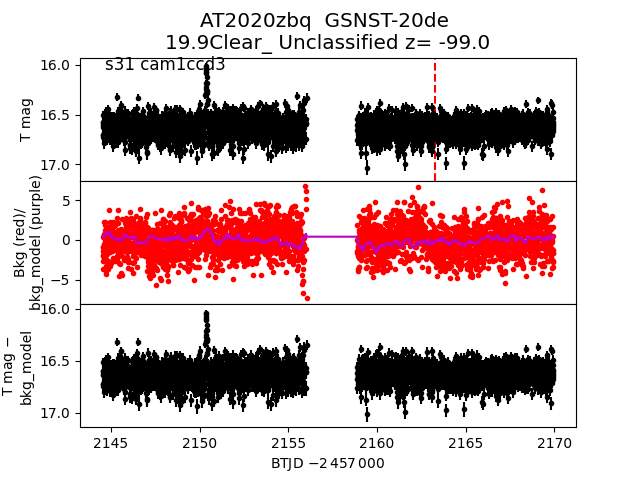 AT2020zbq  GSNST-20de
19.9Clear_ Unclassified z= -99.0
s31 cam1ccd3
16.0
16.5
17.0
T mag
5
0
−5
Bkg (red)/
bkg_model (purple)
16.0
16.5
17.0
T mag −
bkg_model
2145 2150 2155 2160 2165 2170
BTJD −2 457 000